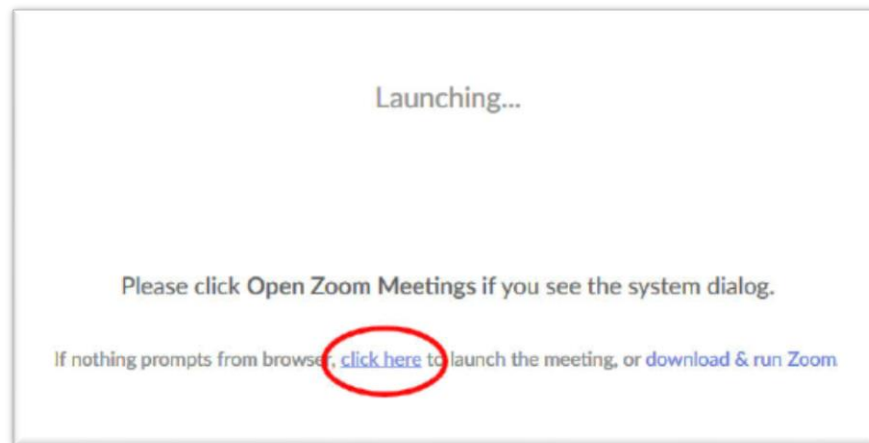 Launching...
Please click Open Zoom Meetings if you see the system dialog.
If nothing prompts from browser, click here to launch the meeting, or download & run Zoom